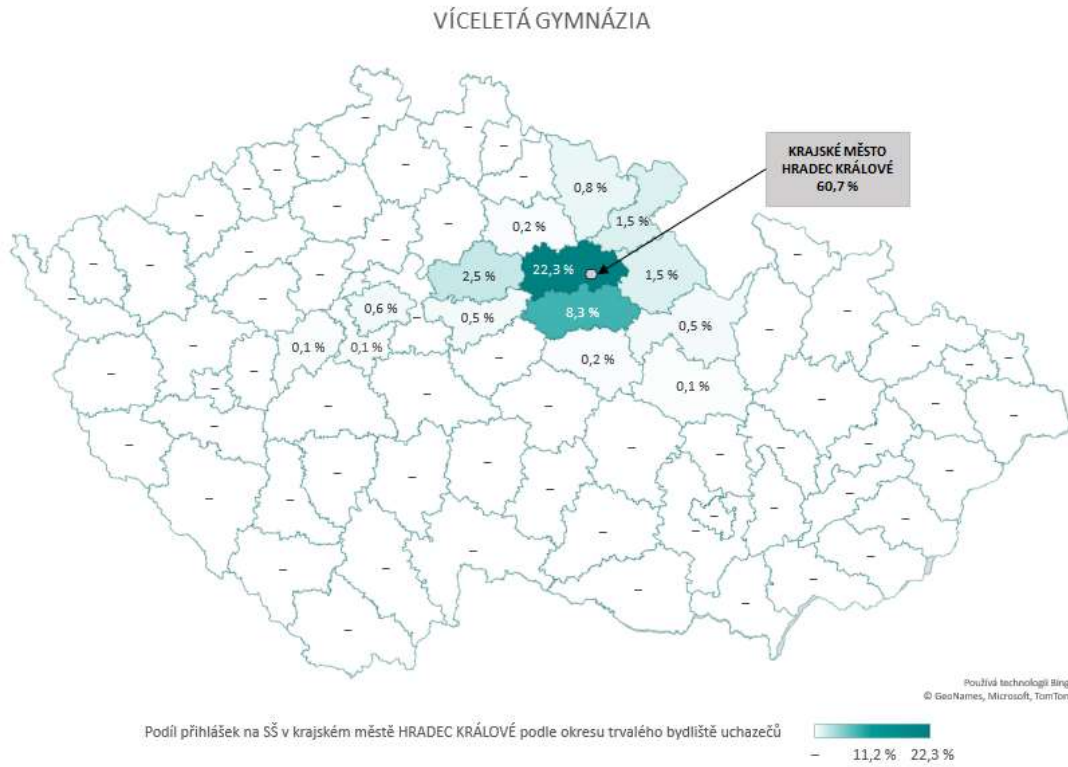 VÍCELETÁ GYMNÁZIA
KRAJSKÉ MĚSTO
HRADEC KRÁLOVÉ
60,7 %
0,8 %
1,5 %
0,2 %
22,3 %
2,5 %
1,5 %
0,6 %
0,5 %
8,3 %
0,5 %
0,1 %
0,1 %
0,2 %
0,1 %
Používá technologii Bing
© GeoNames, Microsoft, TomTom
Podíl přihlášek na SŠ v krajském městě HRADEC KRÁLOVÉ podle okresu trvalého bydliště uchazečů
– 11,2 % 22,3 %